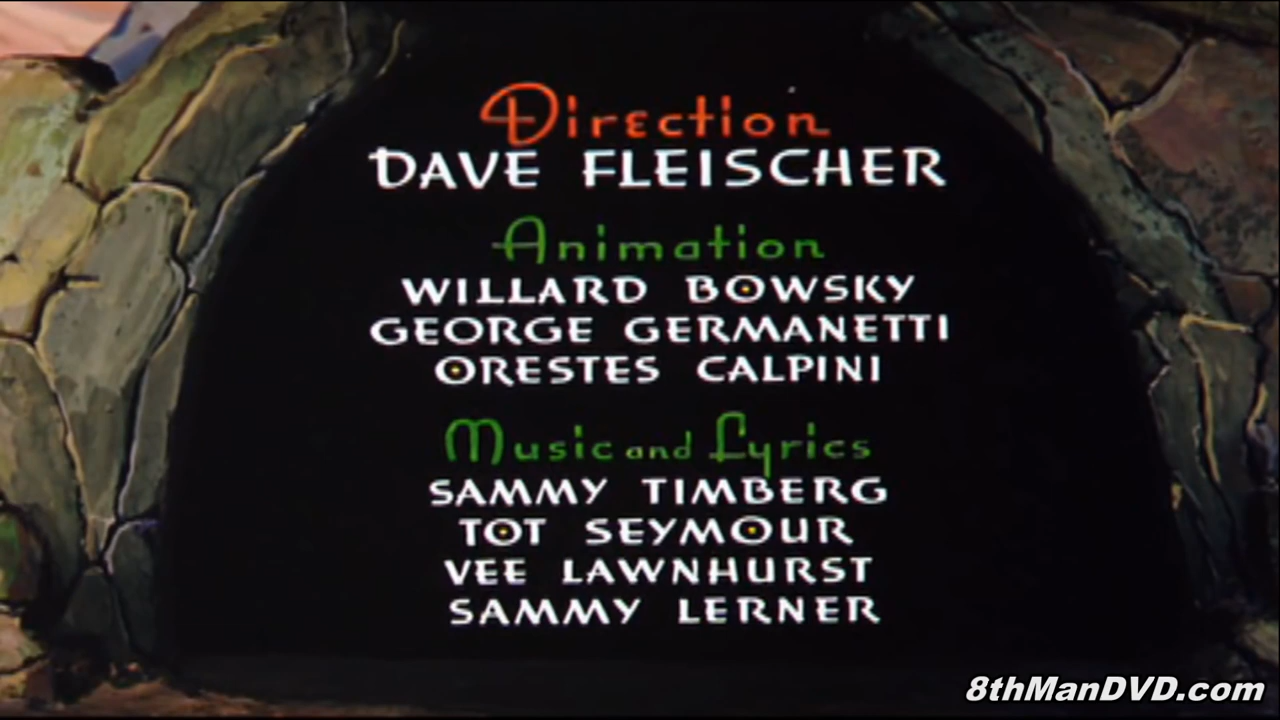 Direction
DAVE FLEISCHER
Animation
WILLARD BOWSKY
GEORGE GERMANETTI
ORESTES CALPINI
Music and Lyrics
SAMMY TIMBERG
TOT SEYMOUR
VEE LAWNHURST
SAMMY LERNER
8thManDVD.com